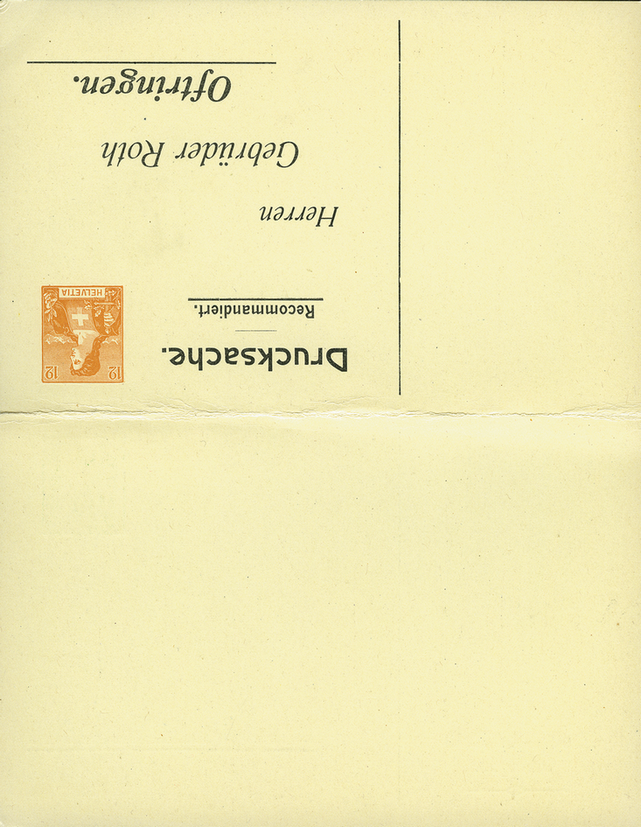 Drucksache.
Recommandiert.
12 12
HELVETIA
Herren
Gebrüder Roth
Oftringen.